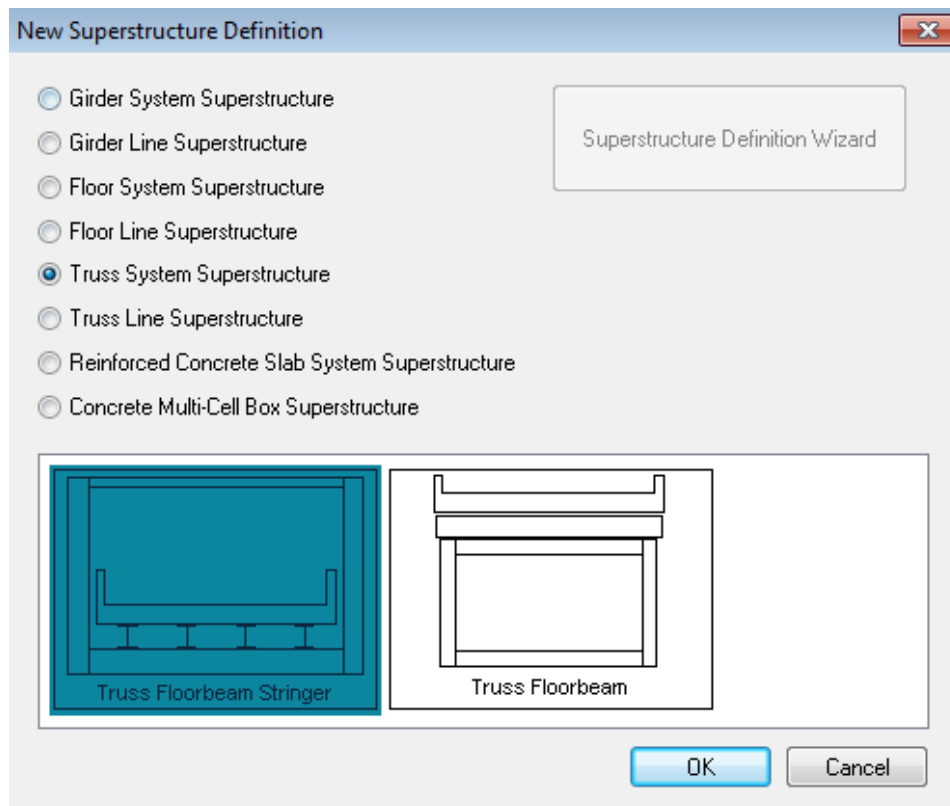 New Superstructure Definition
Girder System Superstructure
Girder Line Superstructure
Floor System Superstructure
Floor Line Superstructure
Truss System Superstructure
Truss Line Superstructure
Reinforced Concrete Slab System Superstructure
Concrete Multi-Cell Box Superstructure
Superstructure Definition Wizard
Truss Floorbeam Stringer
Truss Floorbeam
OK
Cancel